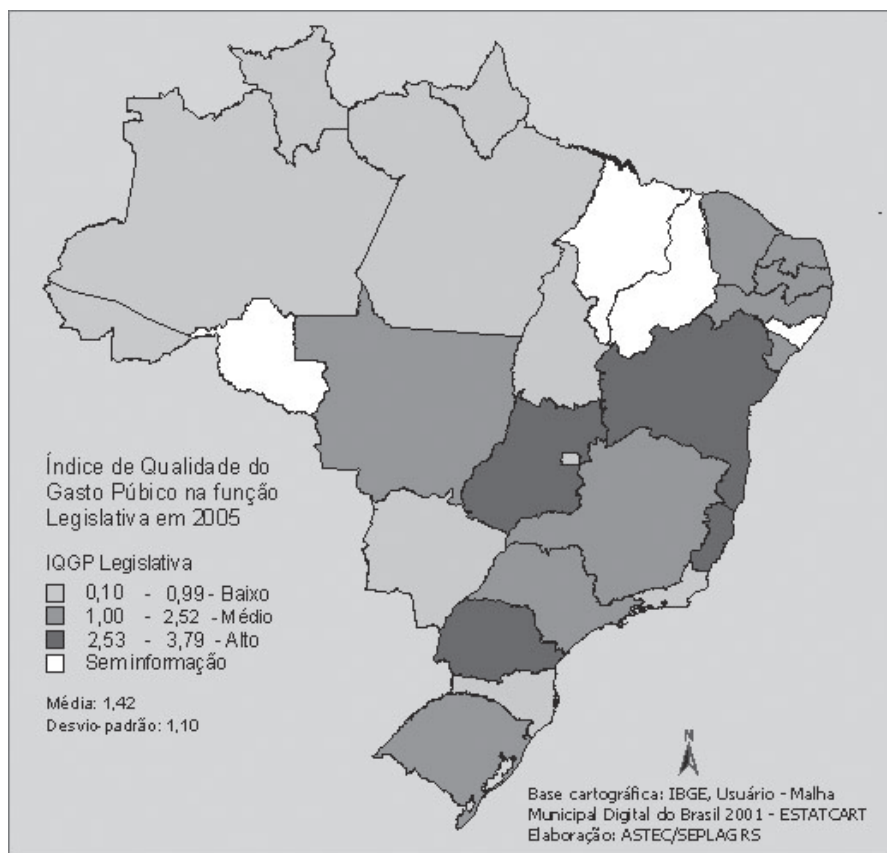 Índice de Qualidade do
Gasto Púbico na função
Legislativa em 2005
IQGP Legislativa
0,10 - 0,99 - Baixo
1,00 - 2,52 - Médio
2,53 - 3,79 - Alto
Sem informação
Média: 1,42
Desvio-padrão: 1,10
N
Base cartográfica: IBGE, Usuário - Malha
Municipal Digital do Brasil 2001 - ESTATCART
Elaboração: ASTEC/SEPLAG RS